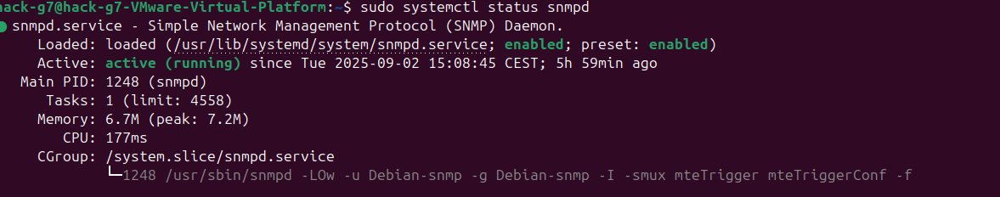 hack-g7@hack-g7-VMware-Virtual-Platform:~$ sudo systemctl status snmpd
● snmpd.service - Simple Network Management Protocol (SNMP) Daemon.
     Loaded: loaded (/usr/lib/systemd/system/snmpd.service; enabled; preset: enabled)
     Active: active (running) since Tue 2025-09-02 15:08:45 CEST; 5h 59min ago
   Main PID: 1248 (snmpd)
      Tasks: 1 (limit: 4558)
     Memory: 6.7M (peak: 7.2M)
        CPU: 177ms
     CGroup: /system.slice/snmpd.service
             └─1248 /usr/sbin/snmpd -LOw -u Debian-snmp -g Debian-snmp -I -smux mteTrigger mteTriggerConf -f